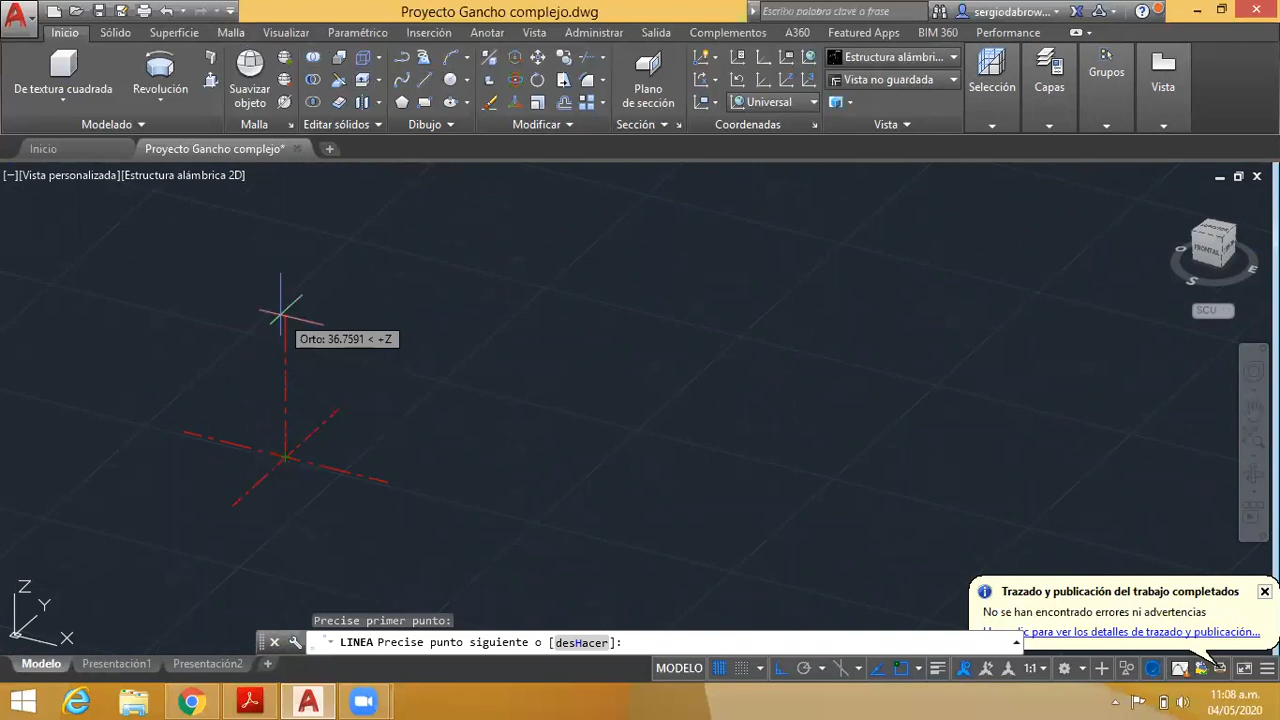 Proyecto Gancho complejo.dwg
Escribir palabra clave o frase
sergiodabrow...
Inicio Sólido Superficie Malla Visualizar Paramétrico Inserción Anotar Vista Administrar Salida Complementos A360 Featured Apps BIM 360 Performance
De textura cuadrada
Revolución
Suavizar objeto
Plano de sección
Estructura alámbri...
Vista no guardada
Universal
Selección
Capas
Grupos
Vista
Modelado Malla Editar sólidos Dibujo Modificar Sección Coordenadas Vista
Inicio
Proyecto Gancho complejo*
[−][Vista personalizada][Estructura alámbrica 2D]
FRONTAL
O
E
S
SCU
Orto: 36.7591 < +Z
Z
Y
X
Trazado y publicación del trabajo completados
No se han encontrado errores ni advertencias
clic para ver los detalles de trazado y publicación...
Precise primer punto:
LINEA Precise punto siguiente o [desHacer]:
Modelo Presentación1 Presentación2
MODELO
1:1
11:08 a.m.
04/05/2020